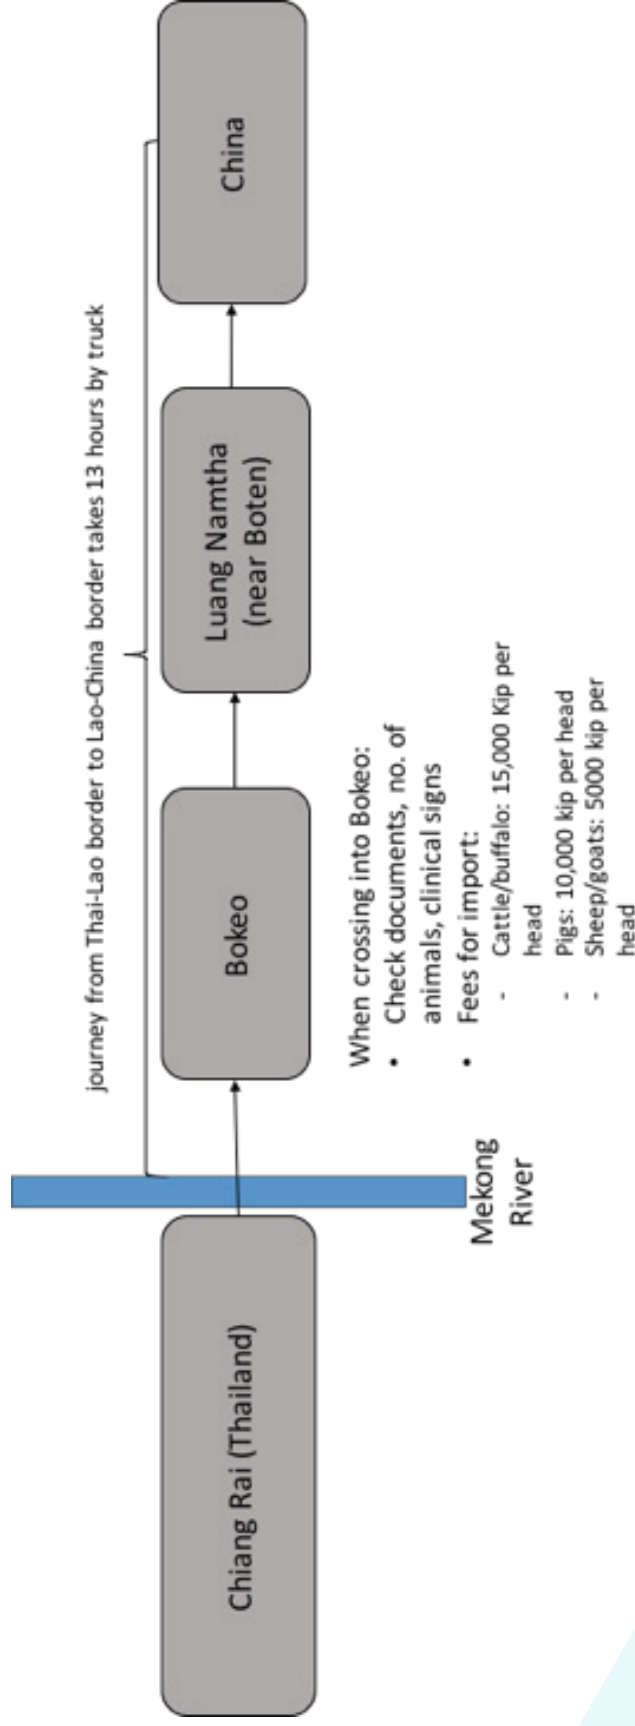 journey from Thai-Lao border to Lao-China border takes 13 hours by truck
Chiang Rai (Thailand)
Bokeo
Luang Namtha
(near Boten)
China
Mekong
River
When crossing into Bokeo:
• Check documents, no. of
animals, clinical signs
• Fees for import:
- Cattle/buffalo: 15,000 Kip per
head
- Pigs: 10,000 kip per head
- Sheep/goats: 5000 kip per
head